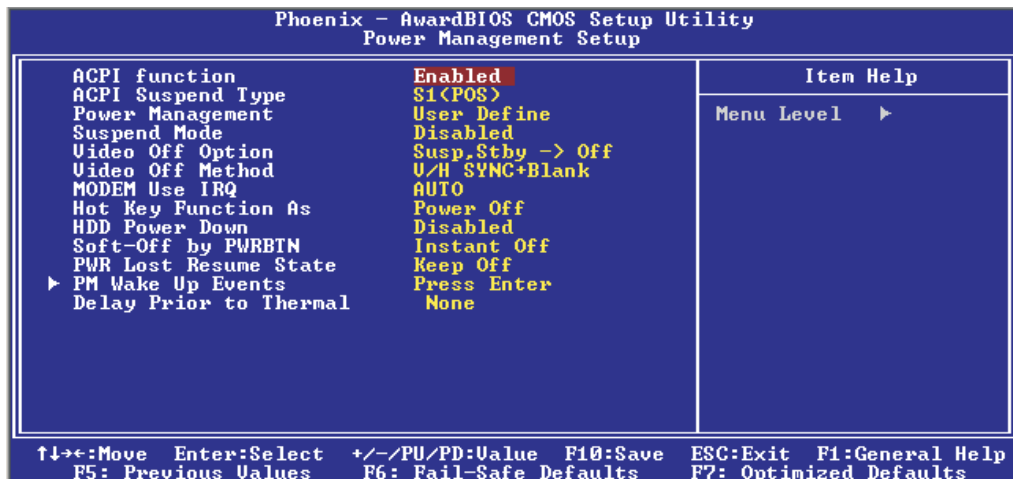 Phoenix - AwardBIOS CMOS Setup Utility
Power Management Setup
ACPI function Enabled
ACPI Suspend Type S1(POS)
Power Management User Define
Suspend Mode Disabled
Video Off Option Susp,Stby -> Off
Video Off Method V/H SYNC+Blank
MODEM Use IRQ AUTO
Hot Key Function As Power Off
HDD Power Down Disabled
Soft-Off by PWRBTN Instant Off
PWR Lost Resume State Keep Off
▶ PM Wake Up Events Press Enter
Delay Prior to Thermal None
Item Help
Menu Level ▶
↑↓→←:Move Enter:Select +/-/PU/PD:Value F10:Save ESC:Exit F1:General Help
F5: Previous Values F6: Fail-Safe Defaults F7: Optimized Defaults